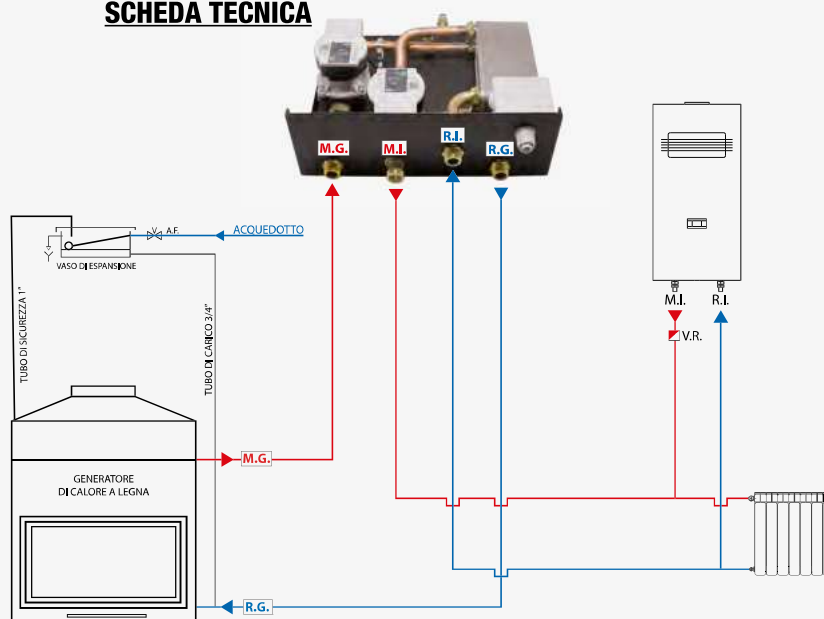 SCHEDA TECNICA
M.G.
M.I.
R.I.
R.G.
ACQUEDOTTO
V
A.F.
VASO DI ESPANSIONE
TUBO DI SICUREZZA 1"
TUBO DI CARICO 3/4"
M.I.
R.I.
V.R.
M.G.
GENERATORE
DI CALORE A LEGNA
R.G.